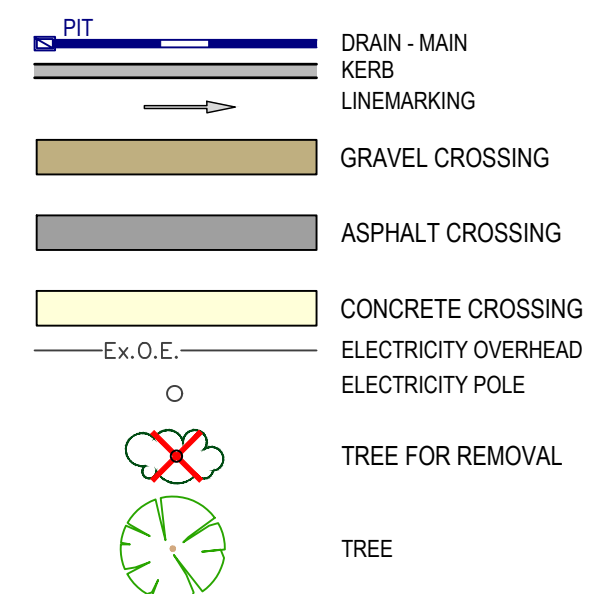 PIT
DRAIN - MAIN
KERB
LINEMARKING
GRAVEL CROSSING
ASPHALT CROSSING
CONCRETE CROSSING
Ex.O.E.
ELECTRICITY OVERHEAD
ELECTRICITY POLE
TREE FOR REMOVAL
TREE